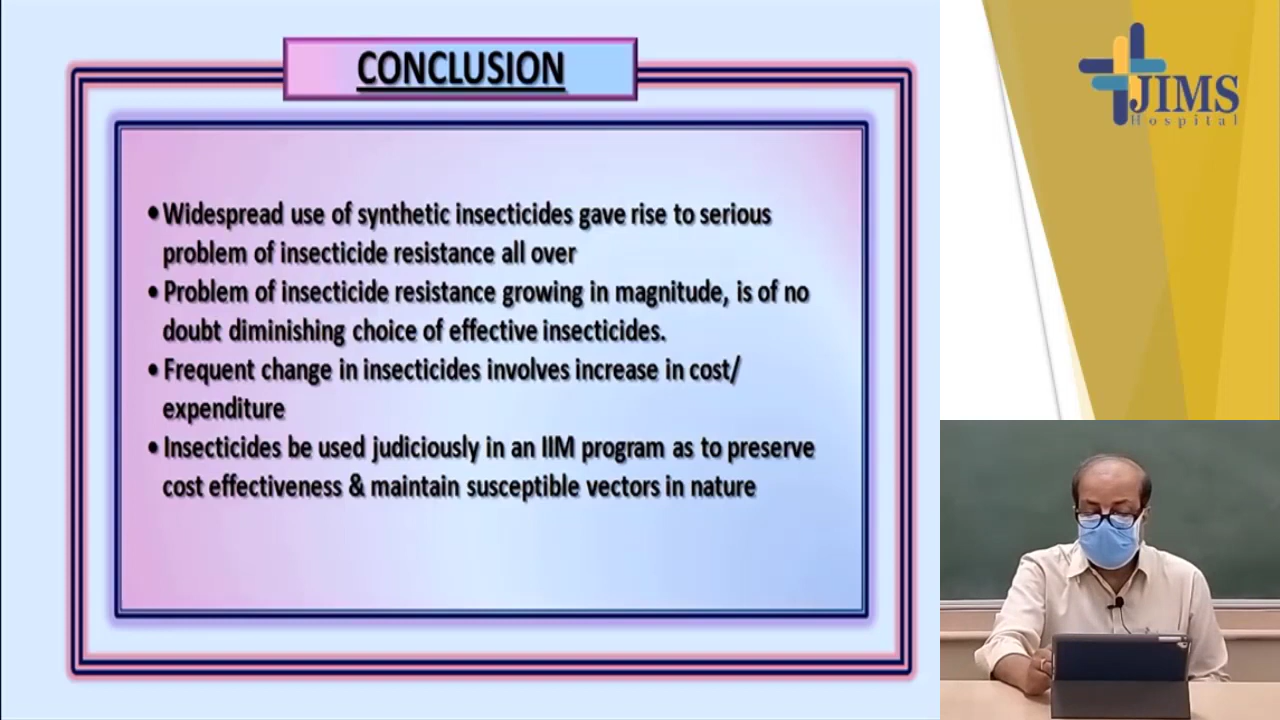 CONCLUSION
• Widespread use of synthetic insecticides gave rise to serious
problem of insecticide resistance all over
• Problem of insecticide resistance growing in magnitude, is of no
doubt diminishing choice of effective insecticides.
• Frequent change in insecticides involves increase in cost/
expenditure
• Insecticides be used judiciously in an IIM program as to preserve
cost effectiveness & maintain susceptible vectors in nature
JIMS
Hospital